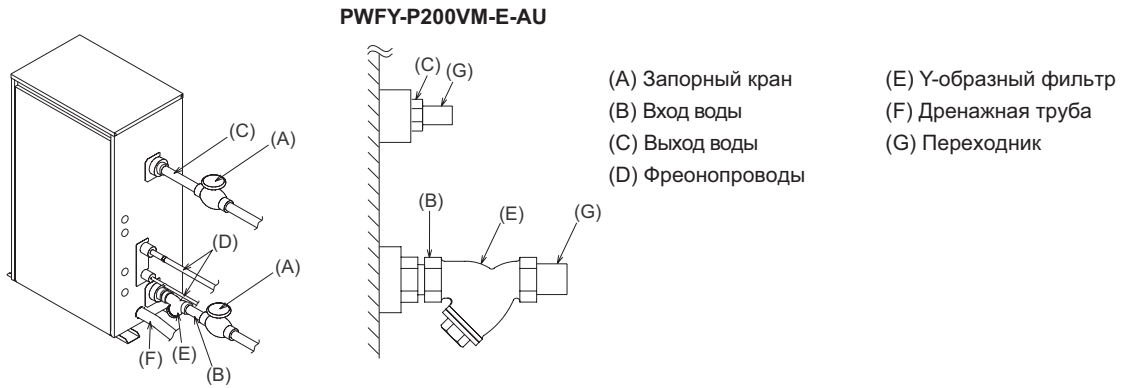 PWFY-P200VM-E-AU
(C)
(A)
(D)
(A)
(F)
(E)
(B)
(C)
(G)
(B)
(E)
(G)
(A) Запорный кран
(B) Вход воды
(C) Выход воды
(D) Фреонопроводы
(E) Y-образный фильтр
(F) Дренажная труба
(G) Переходник